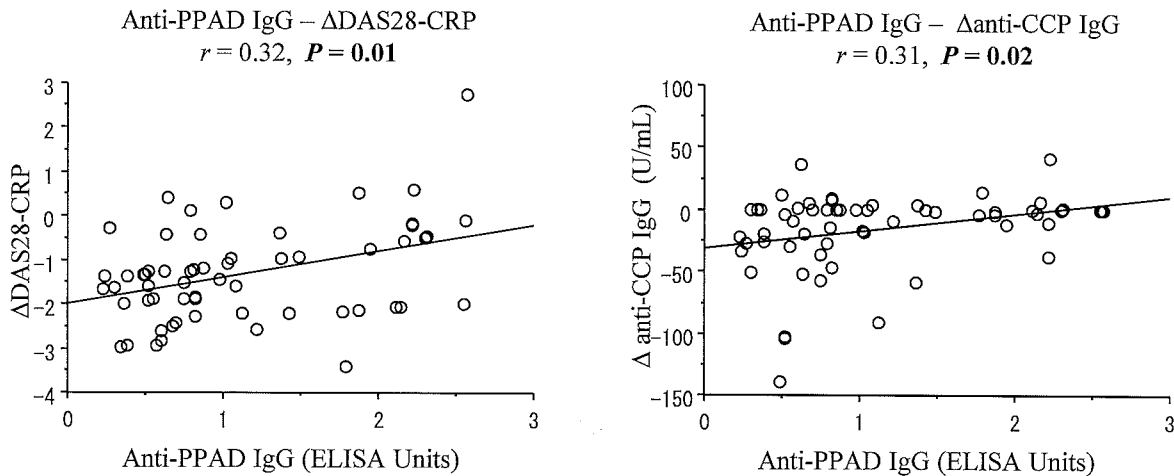 Anti-PPAD IgG – ΔDAS28-CRP
r = 0.32, P = 0.01
3
2
1
0
−1
−2
−3
−4
ΔDAS28-CRP
0 1 2 3
Anti-PPAD IgG (ELISA Units)
Anti-PPAD IgG – Δanti-CCP IgG
r = 0.31, P = 0.02
100
50
0
−50
−100
−150
Δ anti-CCP IgG (U/mL)
0 1 2 3
Anti-PPAD IgG (ELISA Units)